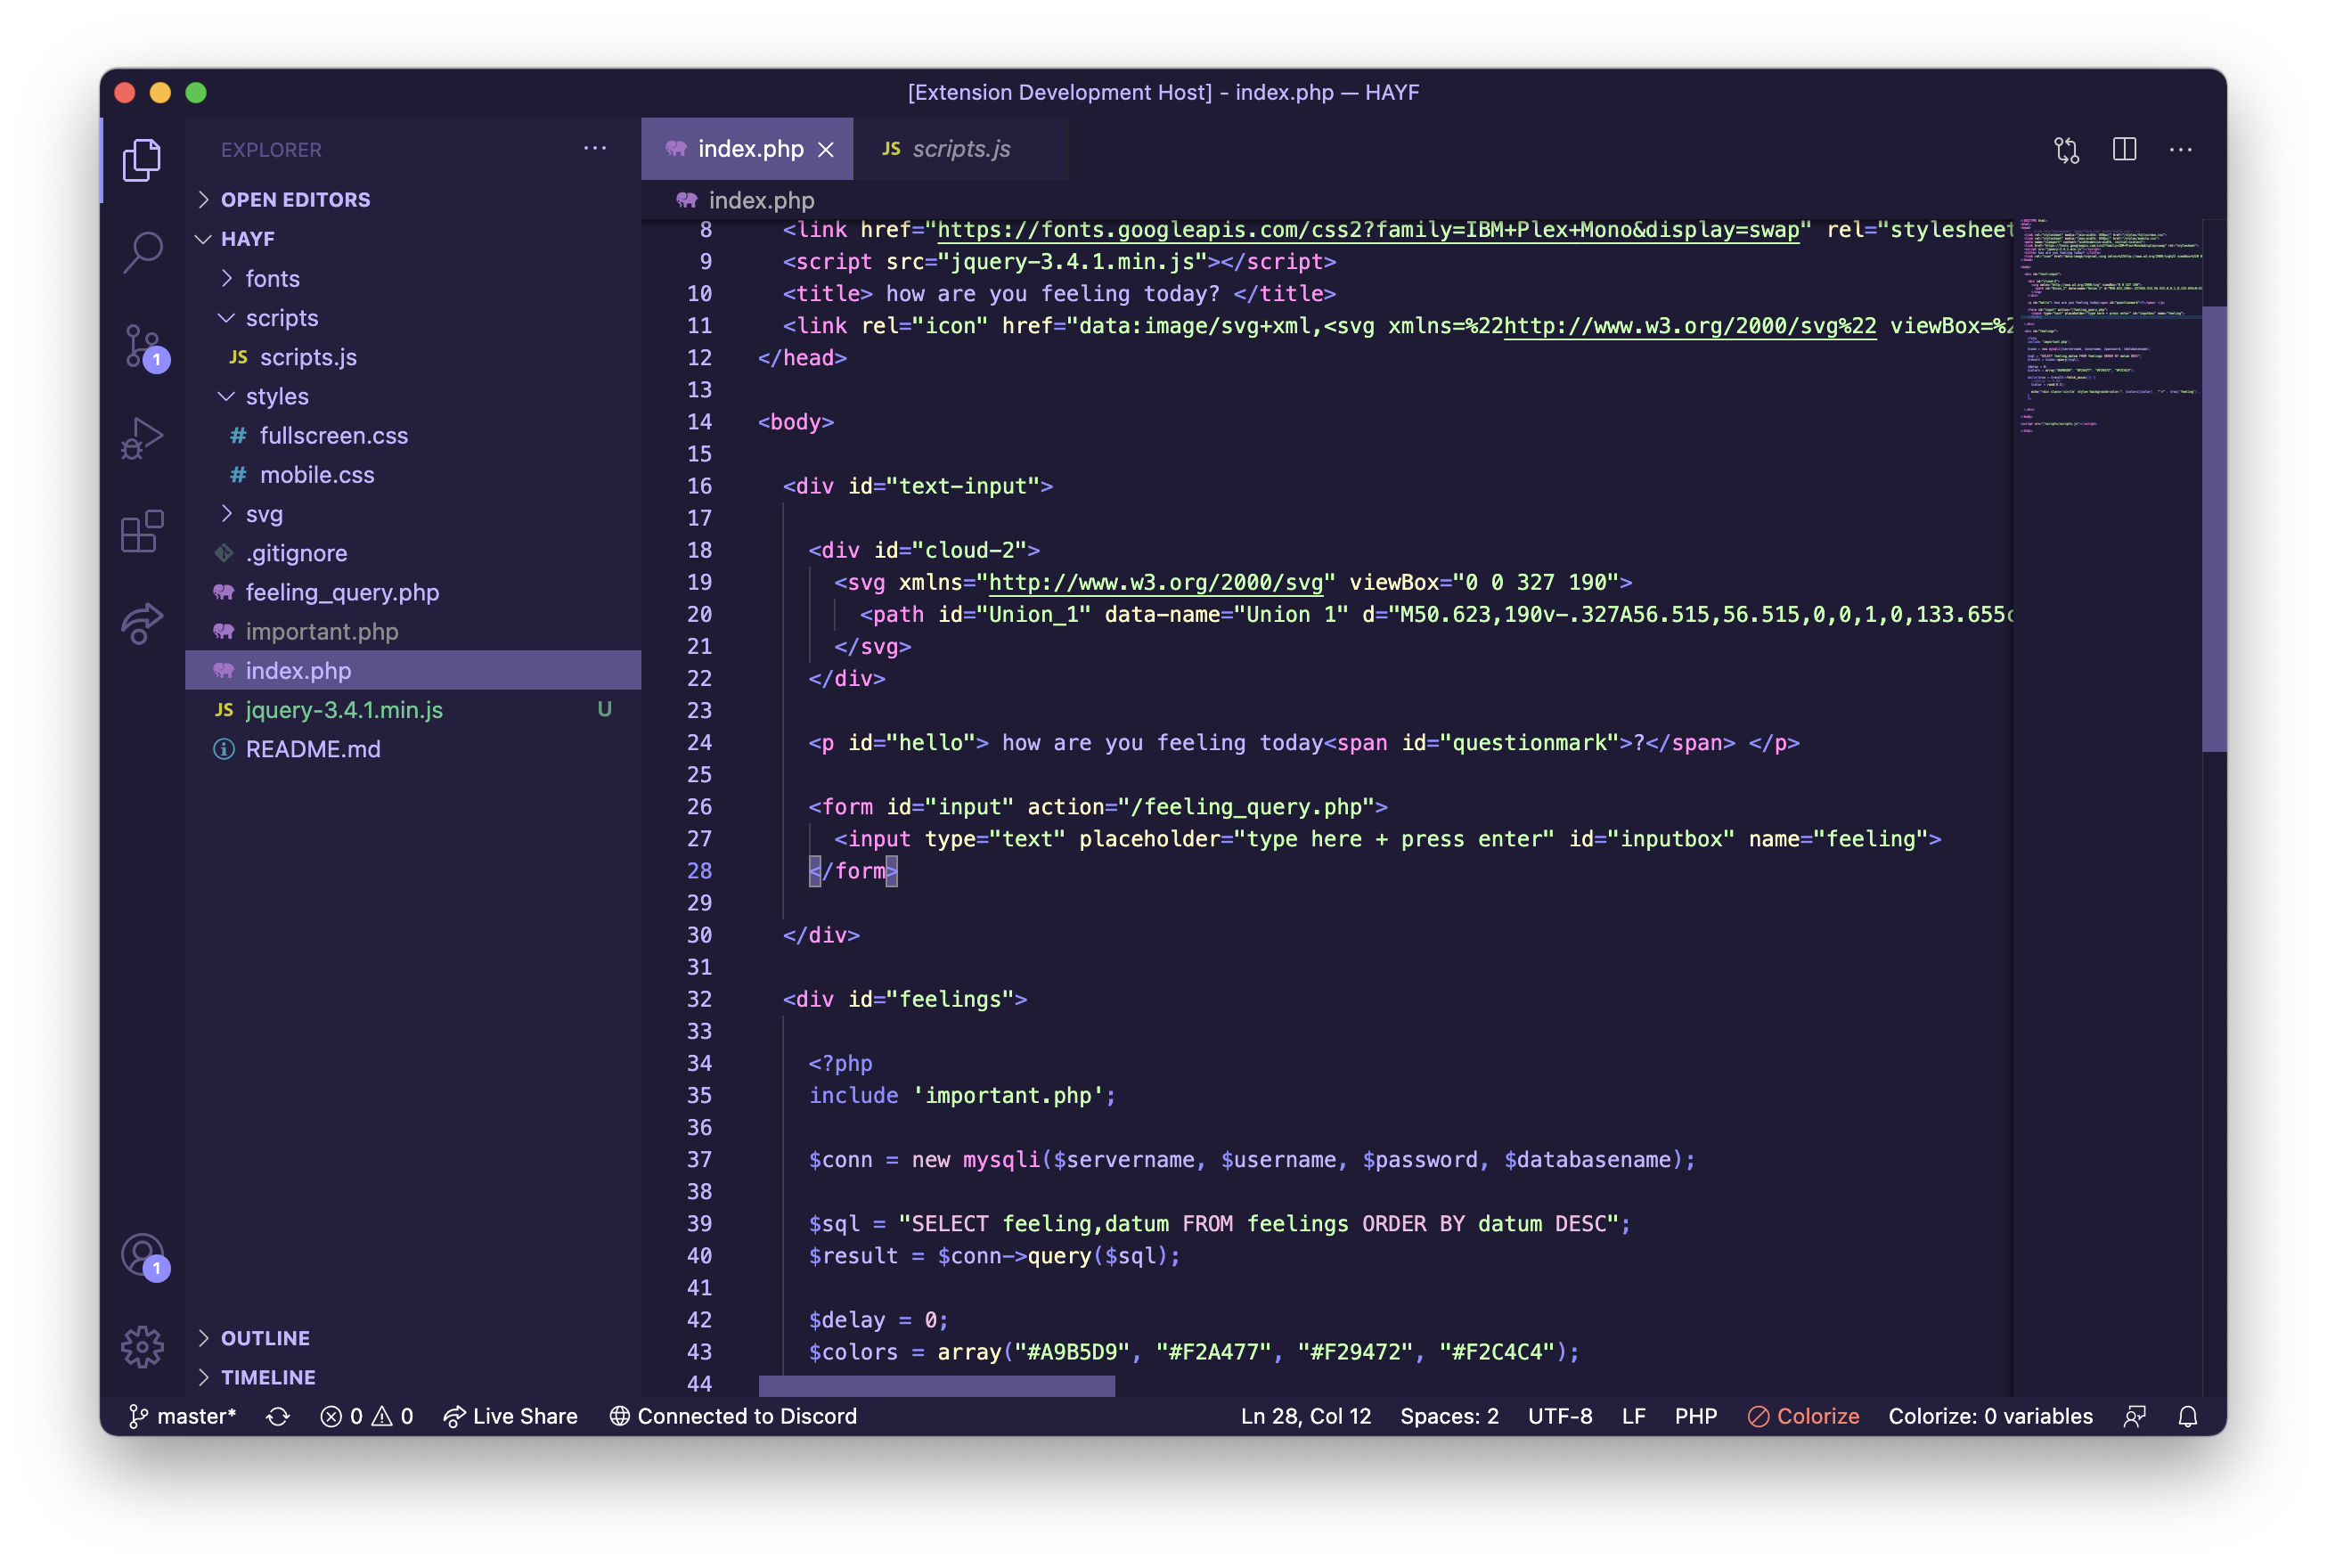 [Extension Development Host] - index.php — HAYF
EXPLORER
OPEN EDITORS
HAYF
fonts
scripts
JS scripts.js
styles
# fullscreen.css
# mobile.css
svg
.gitignore
feeling_query.php
important.php
index.php
JS jquery-3.4.1.min.js U
README.md
OUTLINE
TIMELINE
1
1
index.php
JS scripts.js
index.php
8 <link href="https://fonts.googleapis.com/css2?family=IBM+Plex+Mono&display=swap" rel="stylesheet
9 <script src="jquery-3.4.1.min.js"></script>
10 <title> how are you feeling today? </title>
11 <link rel="icon" href="data:image/svg+xml,<svg xmlns=%22http://www.w3.org/2000/svg%22 viewBox=%2
12 </head>
13
14 <body>
15
16 <div id="text-input">
17
18 <div id="cloud-2">
19 <svg xmlns="http://www.w3.org/2000/svg" viewBox="0 0 327 190">
20 <path id="Union_1" data-name="Union 1" d="M50.623,190v-.327A56.515,56.515,0,0,1,0,133.655c
21 </svg>
22 </div>
23
24 <p id="hello"> how are you feeling today<span id="questionmark">?</span> </p>
25
26 <form id="input" action="/feeling_query.php">
27 <input type="text" placeholder="type here + press enter" id="inputbox" name="feeling">
28 </form>
29
30 </div>
31
32 <div id="feelings">
33
34 <?php
35 include 'important.php';
36
37 $conn = new mysqli($servername, $username, $password, $databasename);
38
39 $sql = "SELECT feeling,datum FROM feelings ORDER BY datum DESC";
40 $result = $conn->query($sql);
41
42 $delay = 0;
43 $colors = array("#A9B5D9", "#F2A477", "#F29472", "#F2C4C4");
44
master* 0 0 Live Share Connected to Discord Ln 28, Col 12 Spaces: 2 UTF-8 LF PHP Colorize Colorize: 0 variables